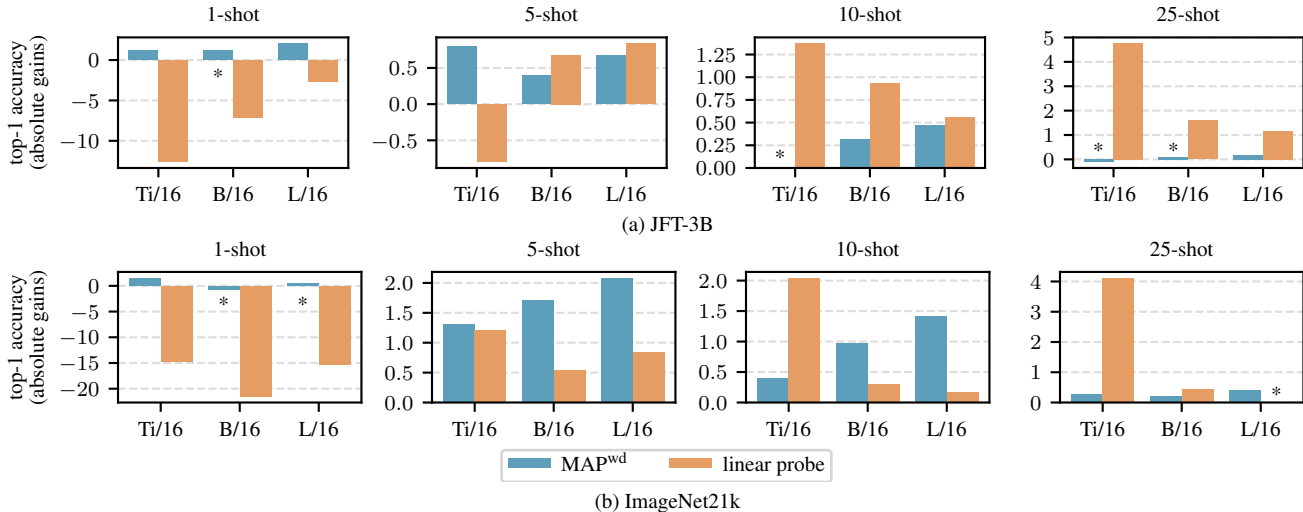 1-shot 5-shot 10-shot 25-shot
top-1 accuracy
(absolute gains)
0
−5
−10
* 
Ti/16 B/16 L/16
0.5
0.0
−0.5
Ti/16 B/16 L/16
1.25
1.00
0.75
0.50
0.25
0.00
*
Ti/16 B/16 L/16
5
4
3
2
1
0
* *
Ti/16 B/16 L/16
(a) JFT-3B
1-shot 5-shot 10-shot 25-shot
top-1 accuracy
(absolute gains)
0
−5
−10
−15
−20
* *
Ti/16 B/16 L/16
2.0
1.5
1.0
0.5
0.0
Ti/16 B/16 L/16
2.0
1.5
1.0
0.5
0.0
Ti/16 B/16 L/16
4
3
2
1
0
*
Ti/16 B/16 L/16
MAP^wd linear probe
(b) ImageNet21k